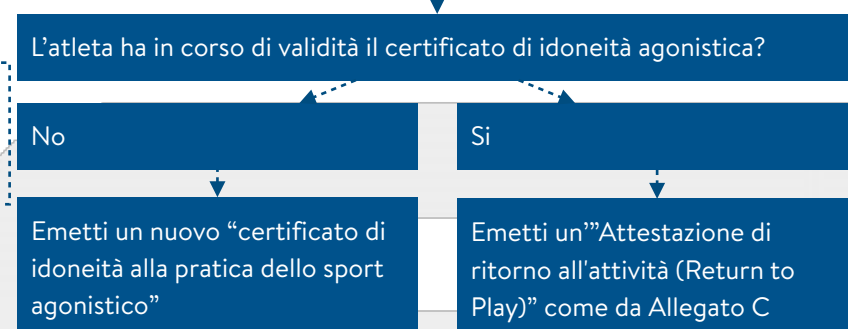 L'atleta ha in corso di validità il certificato di idoneità agonistica?
No
Si
Emetti un nuovo “certificato di
idoneità alla pratica dello sport
agonistico”
Emetti un'”Attestazione di
ritorno all'attività (Return to
Play)” come da Allegato C